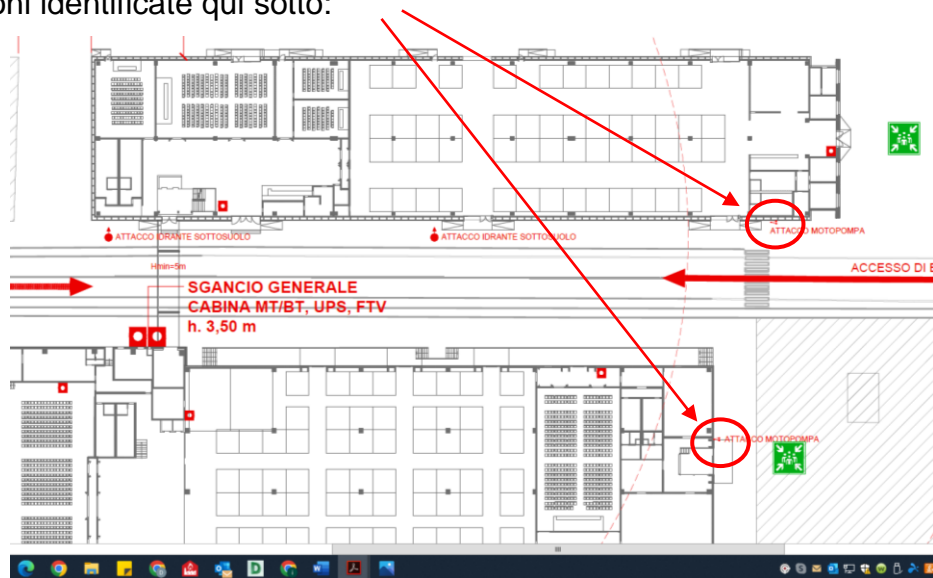 oni identificate qui sotto:
ATTACCO IDRANTE SOTTOSUOLO
ATTACCO IDRANTE SOTTOSUOLO
ATTACCO MOTOPOMPA
Hmin=5m
ACCESSO DI E
SGANCIO GENERALE
CABINA MT/BT, UPS, FTV
h. 3,50 m
ATTACCO MOTOPOMPA